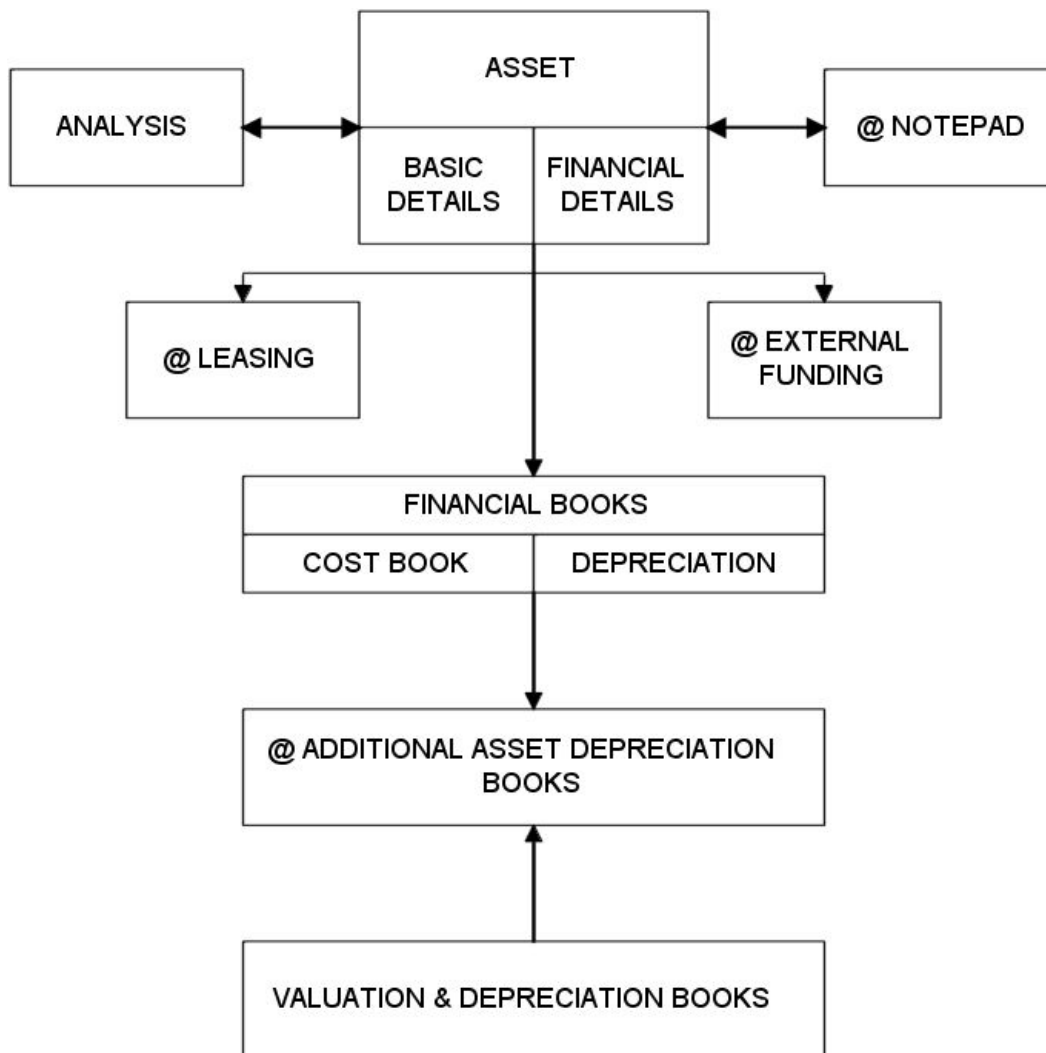 ASSET
ANALYSIS
@ NOTEPAD
BASIC
DETAILS
FINANCIAL
DETAILS
@ LEASING
@ EXTERNAL
FUNDING
FINANCIAL BOOKS
COST BOOK
DEPRECIATION
@ ADDITIONAL ASSET DEPRECIATION
BOOKS
VALUATION & DEPRECIATION BOOKS